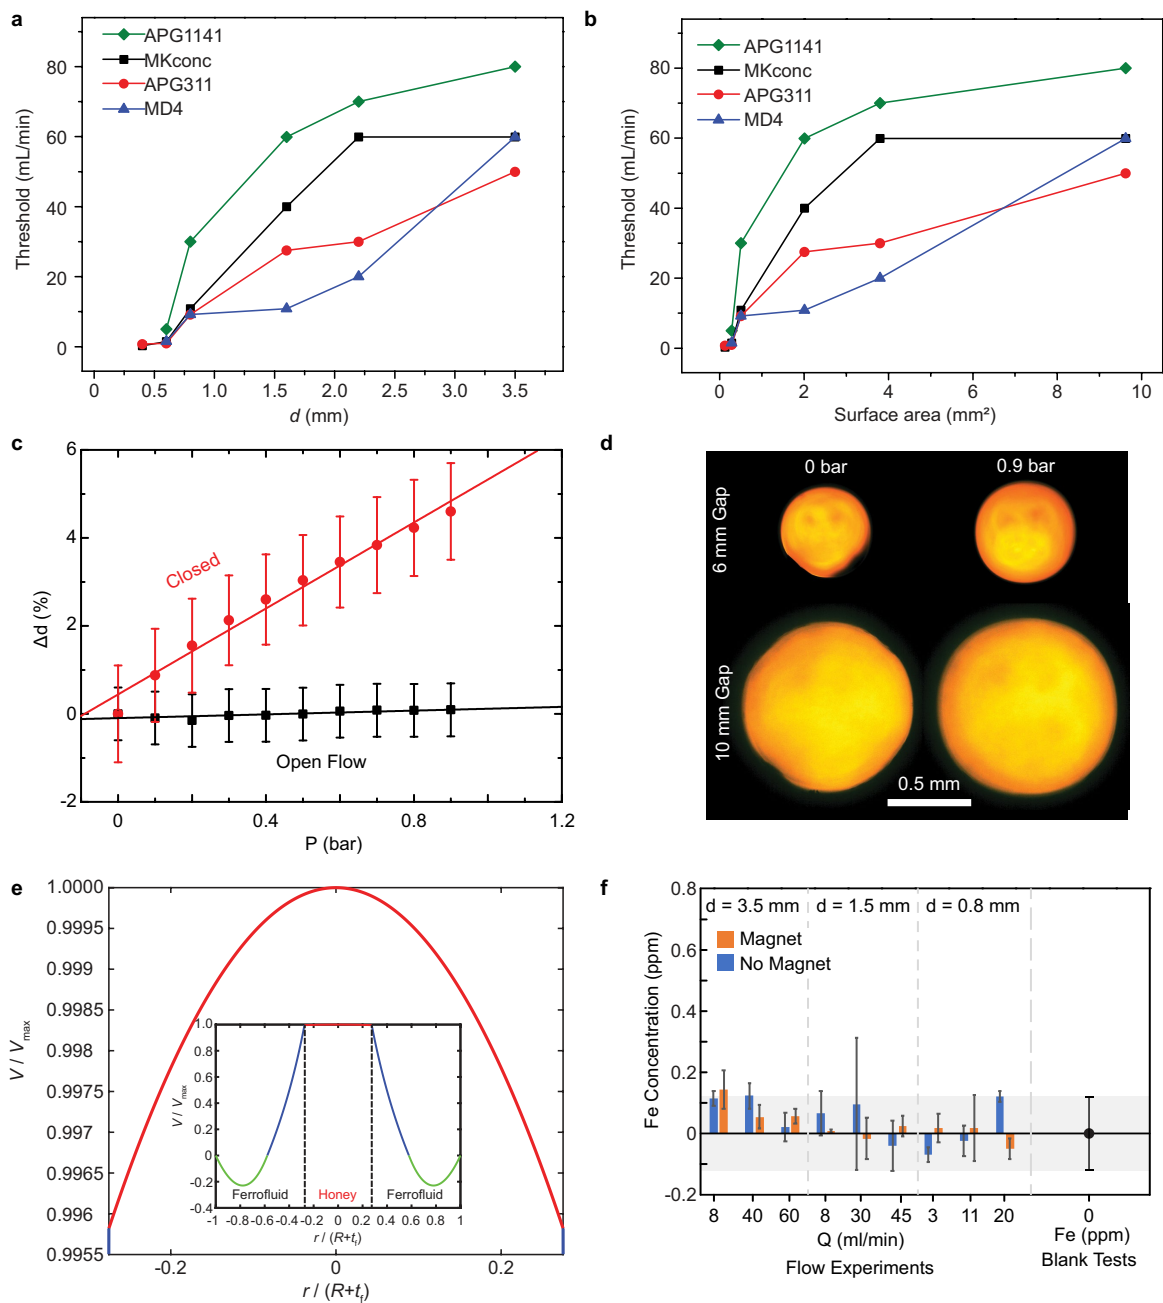 a
APG1141
MKconc
APG311
MD4
Threshold (mL/min)
80
60
40
20
0
0.0 0.5 1.0 1.5 2.0 2.5 3.0 3.5
d (mm)
b
APG1141
MKconc
APG311
MD4
Threshold (mL/min)
80
60
40
20
0
0 2 4 6 8 10
Surface area (mm²)
c
6
4
2
0
-2
Δd (%)
Closed
Open Flow
0 0.4 0.8 1.2
P (bar)
d
0 bar 0.9 bar
6 mm Gap
10 mm Gap
0.5 mm
e
1.0000
0.9995
0.999
0.9985
0.998
0.9975
0.997
0.9965
0.996
0.9955
V / Vmax
-0.2 0 0.2
r / (R+tf)
1.0
0.8
0.6
0.4
0.2
0
-0.2
-0.4
V / Vmax
Ferrofluid Honey Ferrofluid
-1 -0.8 -0.6 -0.4 -0.2 0 0.2 0.4 0.6 0.8 1
r / (R+tf)
f
0.8
0.6
0.4
0.2
0
-0.2
Fe Concentration (ppm)
d = 3.5 mm d = 1.5 mm d = 0.8 mm
Magnet
No Magnet
8 40 60 8 30 45 3 11 20 0
Q (ml/min) Fe (ppm)
Flow Experiments Blank Tests